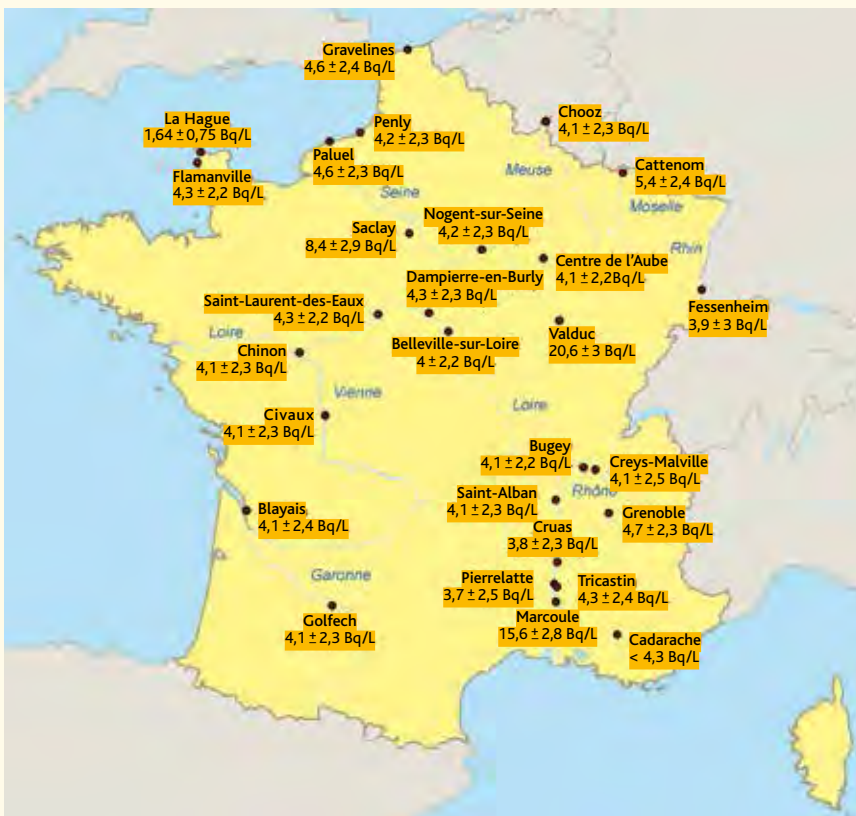 Gravelines
4,6 ± 2,4 Bq/L
La Hague
1,64 ± 0,75 Bq/L
Flamanville
4,3 ± 2,2 Bq/L
Penly
4,2 ± 2,3 Bq/L
Paluel
4,6 ± 2,3 Bq/L
Chooz
4,1 ± 2,3 Bq/L
Meuse
Cattenom
5,4 ± 2,4 Bq/L
Moselle
Seine
Nogent-sur-Seine
4,2 ± 2,3 Bq/L
Saclay
8,4 ± 2,9 Bq/L
Rhin
Centre de l'Aube
4,1 ± 2,2Bq/L
Dampierre-en-Burly
4,3 ± 2,3 Bq/L
Saint-Laurent-des-Eaux
4,3 ± 2,2 Bq/L
Fessenheim
3,9 ± 3 Bq/L
Loire
Belleville-sur-Loire
4 ± 2,2 Bq/L
Valduc
20,6 ± 3 Bq/L
Chinon
4,1 ± 2,3 Bq/L
Vienne
Loire
Civaux
4,1 ± 2,3 Bq/L
Bugey
4,1 ± 2,2 Bq/L
Creys-Malville
4,1 ± 2,5 Bq/L
Saint-Alban
4,1 ± 2,3 Bq/L
Rhône
Blayais
4,1 ± 2,4 Bq/L
Grenoble
4,7 ± 2,3 Bq/L
Cruas
3,8 ± 2,3 Bq/L
Garonne
Pierrelatte
3,7 ± 2,5 Bq/L
Tricastin
4,3 ± 2,4 Bq/L
Golfech
4,1 ± 2,3 Bq/L
Marcoule
15,6 ± 2,8 Bq/L
Cadarache
< 4,3 Bq/L